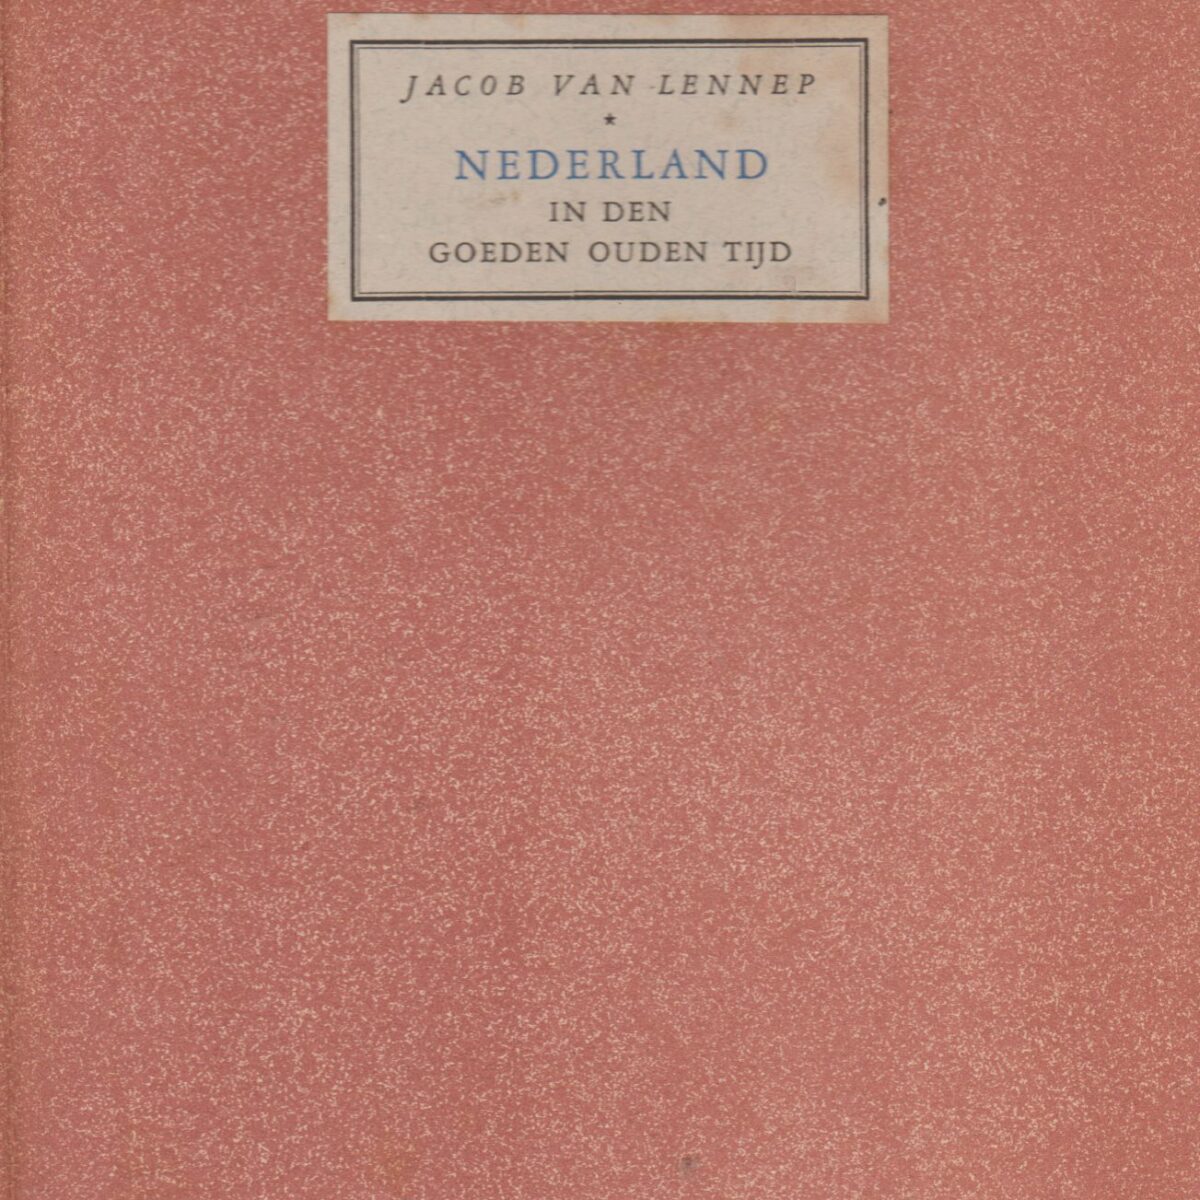 JACOB VAN LENNEP
*
NEDERLAND
IN DEN
GOEDEN OUDEN TIJD